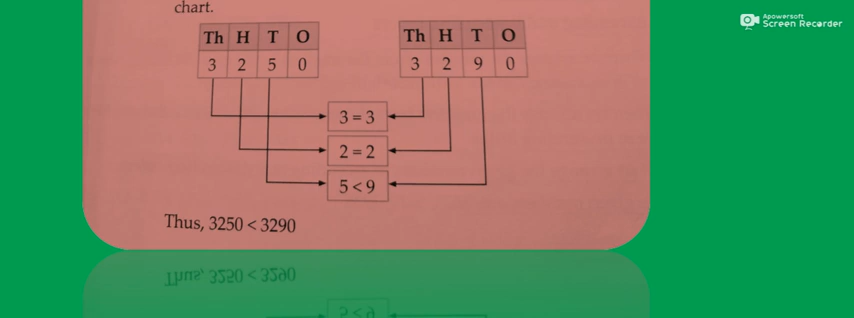 chart.
Apowersoft
Screen Recorder
Th H T O
3 2 5 0
Th H T O
3 2 9 0
3 = 3
2 = 2
5 < 9
Thus, 3250 < 3290